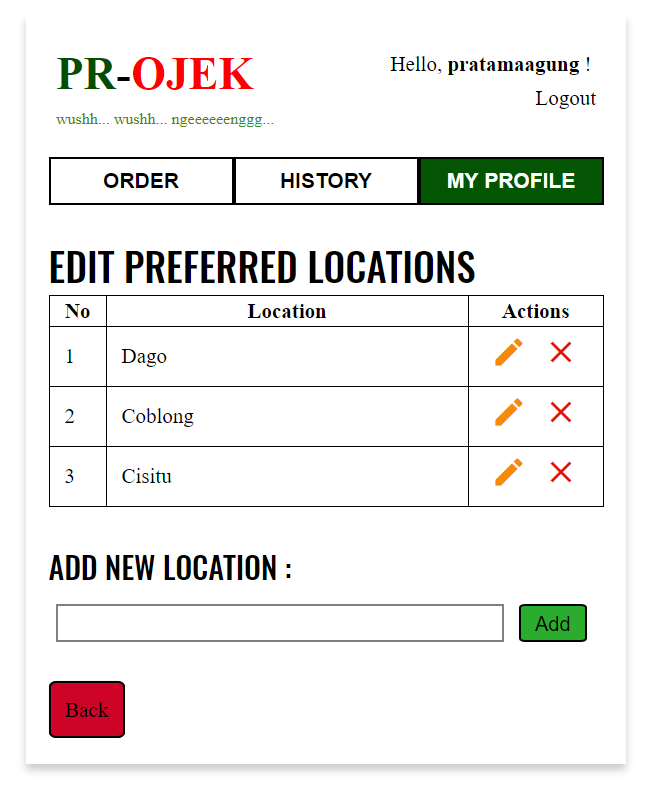 PR-OJEK
Hello, pratamaagung !
Logout
wushh... wushh... ngeeeeeenggg...
ORDER HISTORY MY PROFILE
EDIT PREFERRED LOCATIONS
No Location Actions
1 Dago
2 Coblong
3 Cisitu
ADD NEW LOCATION :
Add
Back